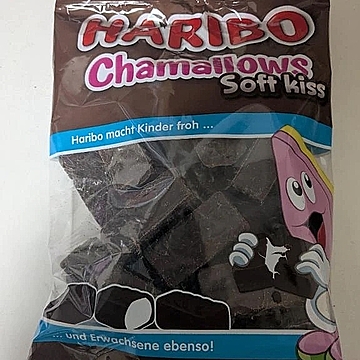 HARIBO
Chamallows
Soft kiss
Haribo macht Kinder froh ...
... und Erwachsene ebenso!